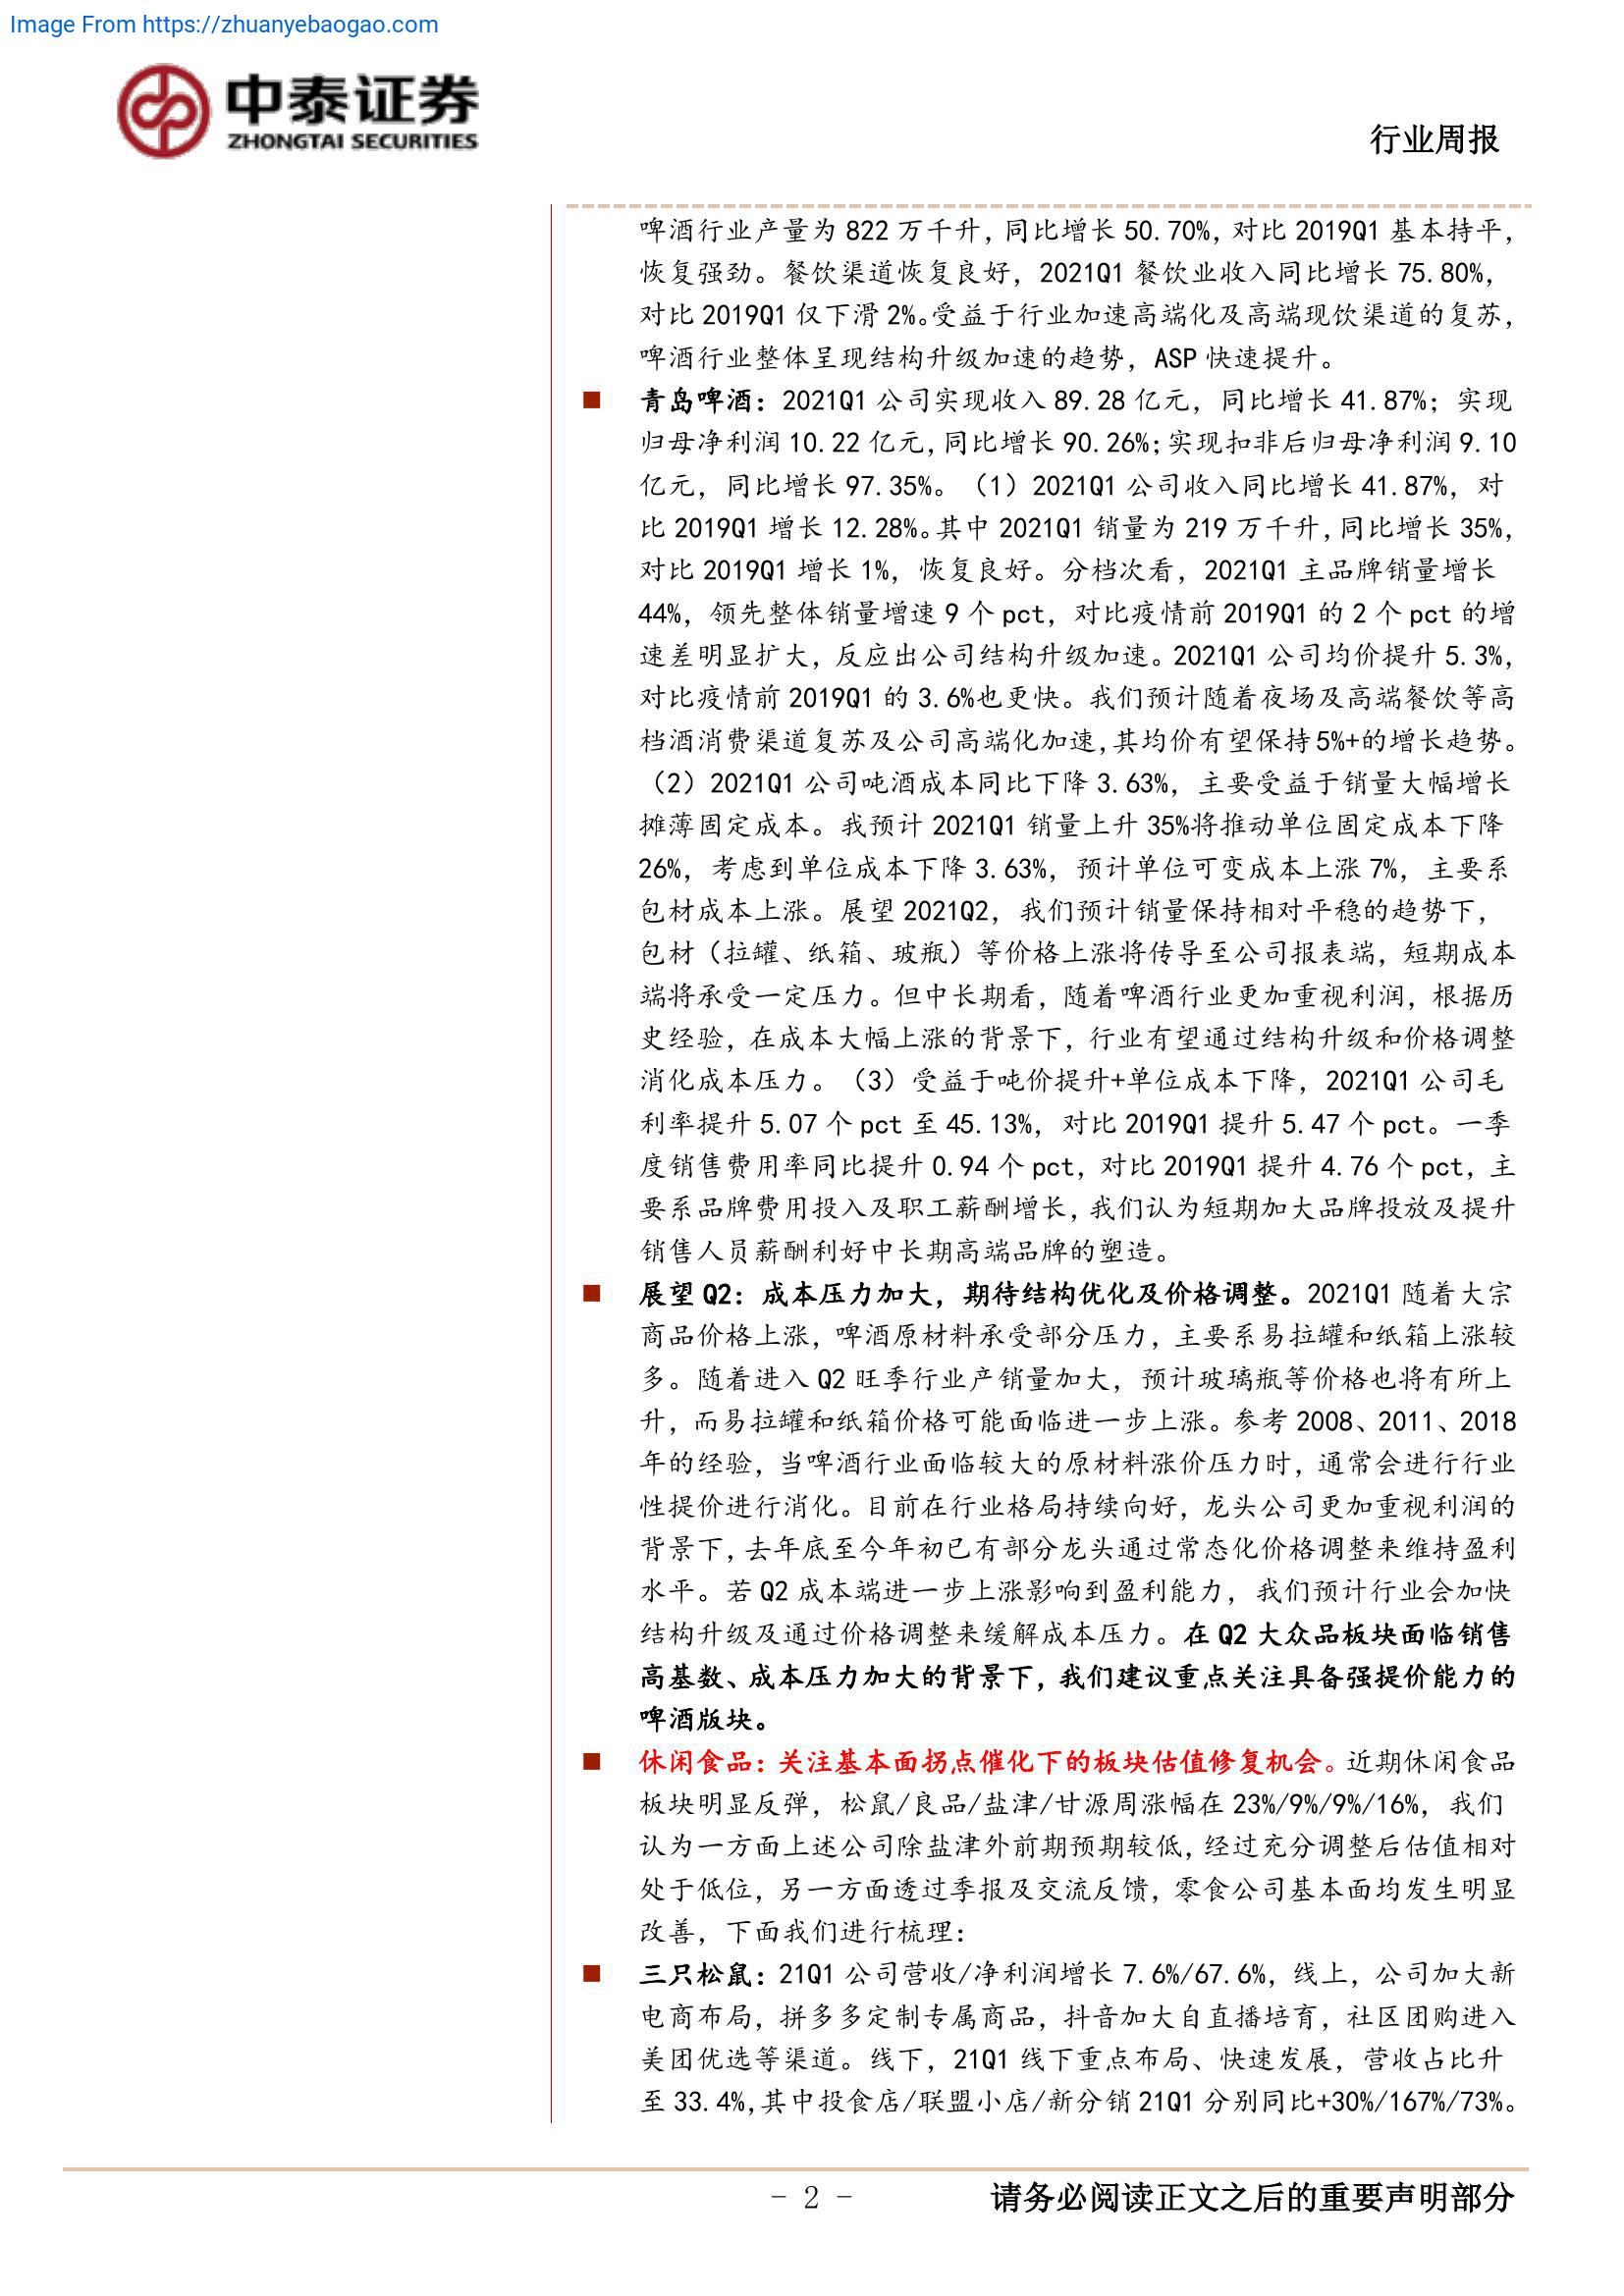 Image From https://zhuanyebaogao.com
中泰证券
ZHONGTAI SECURITIES
行业周报
啤酒行业产量为 822 万千升，同比增长 50.70%，对比 2019Q1 基本持平，
恢复强劲。餐饮渠道恢复良好，2021Q1 餐饮业收入同比增长 75.80%，
对比 2019Q1 仅下滑 2%。受益于行业加速高端化及高端现饮渠道的复苏，
啤酒行业整体呈现结构升级加速的趋势，ASP 快速提升。
■ 青岛啤酒：2021Q1 公司实现收入 89.28 亿元，同比增长 41.87%；实现
归母净利润 10.22 亿元，同比增长 90.26%；实现扣非后归母净利润 9.10
亿元，同比增长 97.35%。（1）2021Q1 公司收入同比增长 41.87%，对
比 2019Q1 增长 12.28%。其中 2021Q1 销量为 219 万千升，同比增长 35%，
对比 2019Q1 增长 1%，恢复良好。分档次看，2021Q1 主品牌销量增长
44%，领先整体销量增速 9 个 pct，对比疫情前 2019Q1 的 2 个 pct 的增
速差明显扩大，反应出公司结构升级加速。2021Q1 公司均价提升 5.3%，
对比疫情前 2019Q1 的 3.6%也更快。我们预计随着夜场及高端餐饮等高
档酒消费渠道复苏及公司高端化加速，其均价有望保持 5%+的增长趋势。
（2）2021Q1 公司吨酒成本同比下降 3.63%，主要受益于销量大幅增长
摊薄固定成本。我预计 2021Q1 销量上升 35%将推动单位固定成本下降
26%，考虑到单位成本下降 3.63%，预计单位可变成本上涨 7%，主要系
包材成本上涨。展望 2021Q2，我们预计销量保持相对平稳的趋势下，
包材（拉罐、纸箱、玻瓶）等价格上涨将传导至公司报表端，短期成本
端将承受一定压力。但中长期看，随着啤酒行业更加重视利润，根据历
史经验，在成本大幅上涨的背景下，行业有望通过结构升级和价格调整
消化成本压力。（3）受益于吨价提升+单位成本下降，2021Q1 公司毛
利率提升 5.07 个 pct 至 45.13%，对比 2019Q1 提升 5.47 个 pct。一季
度销售费用率同比提升 0.94 个 pct，对比 2019Q1 提升 4.76 个 pct，主
要系品牌费用投入及职工薪酬增长，我们认为短期加大品牌投放及提升
销售人员薪酬利好中长期高端品牌的塑造。
■ 展望 Q2：成本压力加大，期待结构优化及价格调整。2021Q1 随着大宗
商品价格上涨，啤酒原材料承受部分压力，主要系易拉罐和纸箱上涨较
多。随着进入 Q2 旺季行业产销量加大，预计玻璃瓶等价格也将有所上
升，而易拉罐和纸箱价格可能面临进一步上涨。参考 2008、2011、2018
年的经验，当啤酒行业面临较大的原材料涨价压力时，通常会进行行业
性提价进行消化。目前在行业格局持续向好，龙头公司更加重视利润的
背景下，去年底至今年初已有部分龙头通过常态化价格调整来维持盈利
水平。若 Q2 成本端进一步上涨影响到盈利能力，我们预计行业会加快
结构升级及通过价格调整来缓解成本压力。在 Q2 大众品板块面临销售
高基数、成本压力加大的背景下，我们建议重点关注具备强提价能力的
啤酒版块。
■ 休闲食品：关注基本面拐点催化下的板块估值修复机会。近期休闲食品
板块明显反弹，松鼠/良品/盐津/甘源周涨幅在 23%/9%/9%/16%，我们
认为一方面上述公司除盐津外前期预期较低，经过充分调整后估值相对
处于低位，另一方面透过季报及交流反馈，零食公司基本面均发生明显
改善，下面我们进行梳理：
■ 三只松鼠：21Q1 公司营收/净利润增长 7.6%/67.6%，线上，公司加大新
电商布局，拼多多定制专属商品，抖音加大自直播培育，社区团购进入
美团优选等渠道。线下，21Q1 线下重点布局、快速发展，营收占比升
至 33.4%，其中投食店/联盟小店/新分销 21Q1 分别同比+30%/167%/73%。
- 2 -
请务必阅读正文之后的重要声明部分